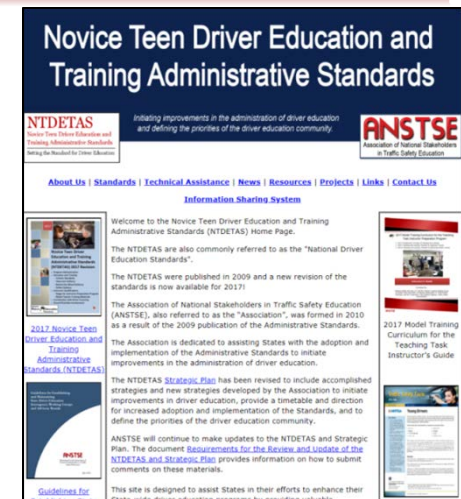 Novice Teen Driver Education and
Training Administrative Standards
NTDETAS
Novice Teen Driver Education and
Training Administrative Standards
Setting the Standard for Driver Education
Initiating improvements in the administration of driver education
and defining the priorities of the driver education community.
ANSTSE
Association of National Stakeholders
in Traffic Safety Education
About Us | Standards | Technical Assistance | News | Resources | Projects | Links | Contact Us
Information Sharing System
2017 Novice Teen
Driver Education and
Training
Administrative
Standards (NTDETAS)
Guidelines for
Welcome to the Novice Teen Driver Education and Training
Administrative Standards (NTDETAS) Home Page.
The NTDETAS are also commonly referred to as the "National Driver
Education Standards".
The NTDETAS were published in 2009 and a new revision of the
standards is now available for 2017!
The Association of National Stakeholders in Traffic Safety Education
(ANSTSE), also referred to as the "Association", was formed in 2010
as a result of the 2009 publication of the Administrative Standards.
The Association is dedicated to assisting States with the adoption and
implementation of the Administrative Standards to initiate
improvements in the administration of driver education.
The NTDETAS Strategic Plan has been revised to include accomplished
strategies and new strategies developed by the Association to initiate
improvements in driver education, provide a timetable and direction
for increased adoption and implementation of the Standards, and to
define the priorities of the driver education community.
ANSTSE will continue to make updates to the NTDETAS and Strategic
Plan. The document Requirements for the Review and Update of the
NTDETAS and Strategic Plan provides information on how to submit
comments on these materials.
This site is designed to assist States in their efforts to enhance their
2017 Model Training
Curriculum for the
Teaching Task
Instructor's Guide